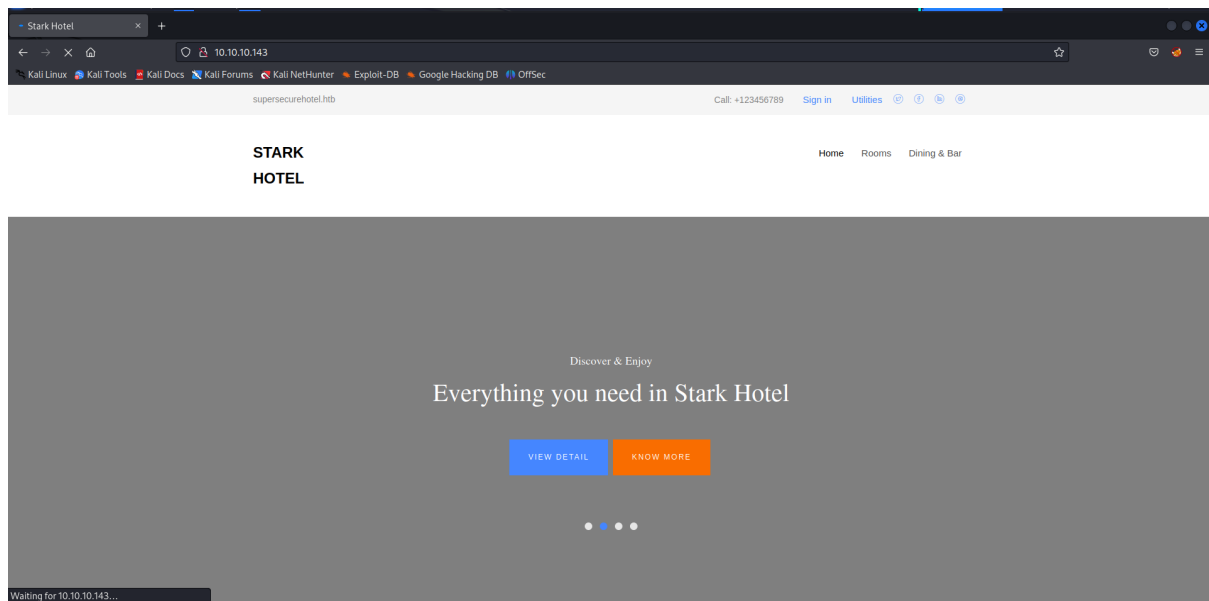 Stark Hotel
10.10.10.143
Kali Linux Kali Tools Kali Docs Kali Forums Kali NetHunter Exploit-DB Google Hacking DB OffSec
supersecurehotel.htb Call: +123456789 Sign in Utilities
STARK
HOTEL
Home Rooms Dining & Bar
Discover & Enjoy
Everything you need in Stark Hotel
VIEW DETAIL KNOW MORE
Waiting for 10.10.10.143...